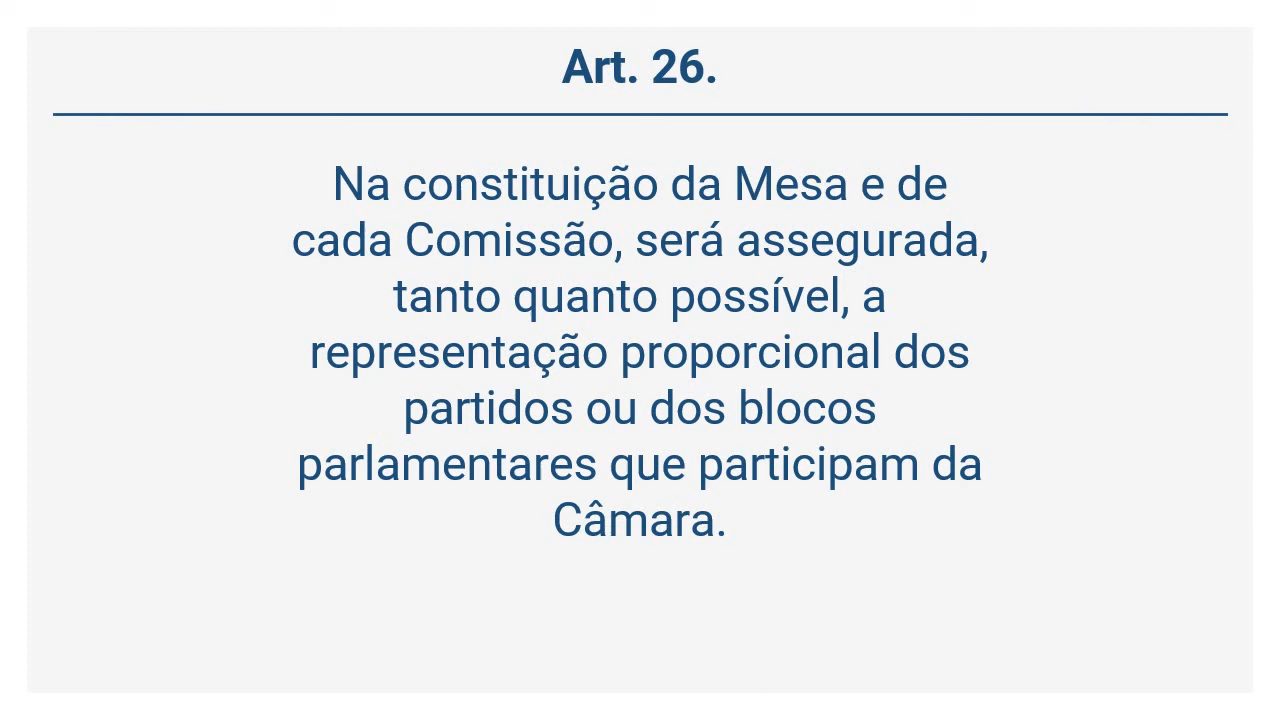 Art. 26.
Na constituição da Mesa e de
cada Comissão, será assegurada,
tanto quanto possível, a
representação proporcional dos
partidos ou dos blocos
parlamentares que participam da
Câmara.